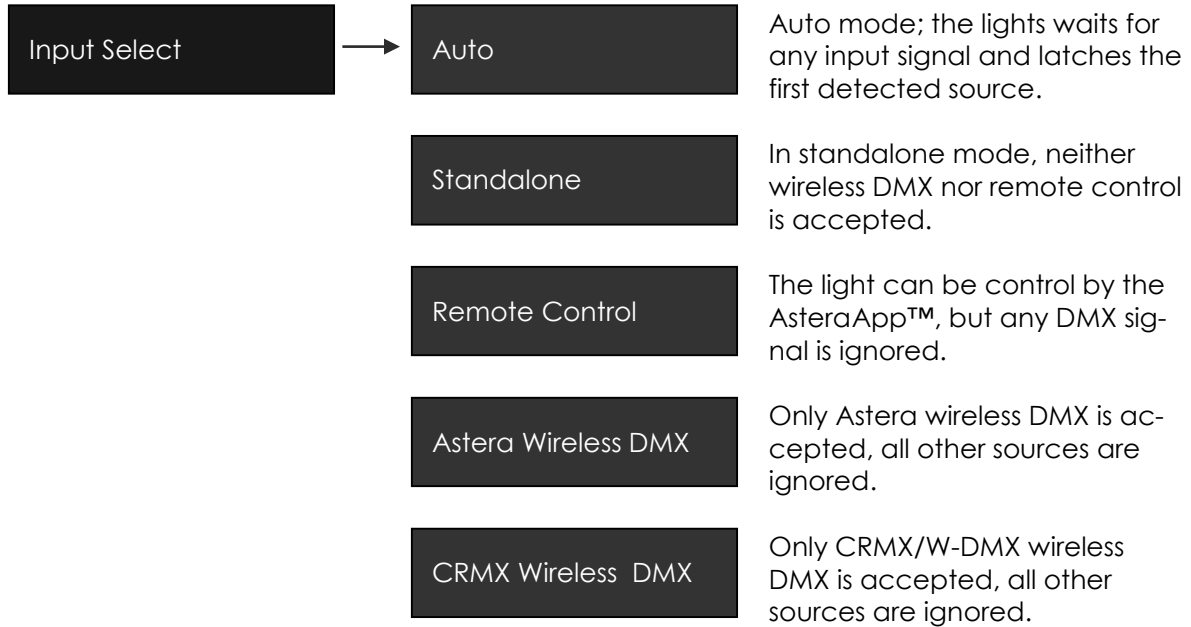 Input Select
Auto
Auto mode; the lights waits for
any input signal and latches the
first detected source.
Standalone
In standalone mode, neither
wireless DMX nor remote control
is accepted.
Remote Control
The light can be control by the
AsteraApp™, but any DMX sig-
nal is ignored.
Astera Wireless DMX
Only Astera wireless DMX is ac-
cepted, all other sources are
ignored.
CRMX Wireless  DMX
Only CRMX/W-DMX wireless
DMX is accepted, all other
sources are ignored.